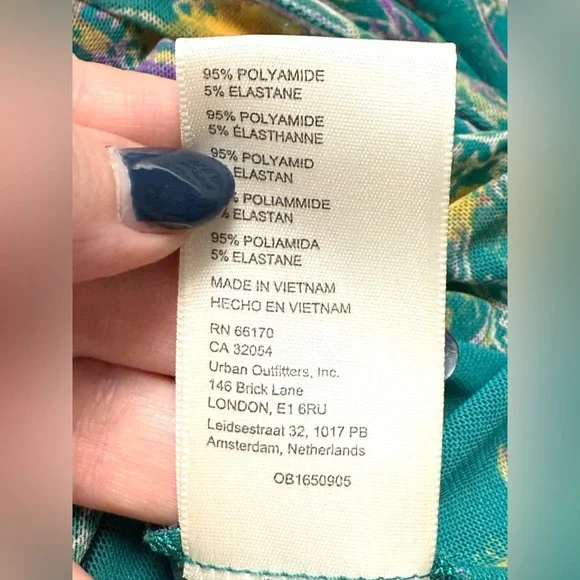 95% POLYAMIDE
5% ELASTANE
95% POLYAMIDE
5% ÉLASTHANNE
95% POLYAMID
ELASTAN
POLIAMMIDE
ELASTAN
95% POLIAMIDA
5% ELASTANE
MADE IN VIETNAM
HECHO EN VIETNAM
RN 66170
CA 32054
Urban Outfitters, Inc.
146 Brick Lane
LONDON, E1 6RU
Leidsestraat 32, 1017 PB
Amsterdam, Netherlands
OB1650905